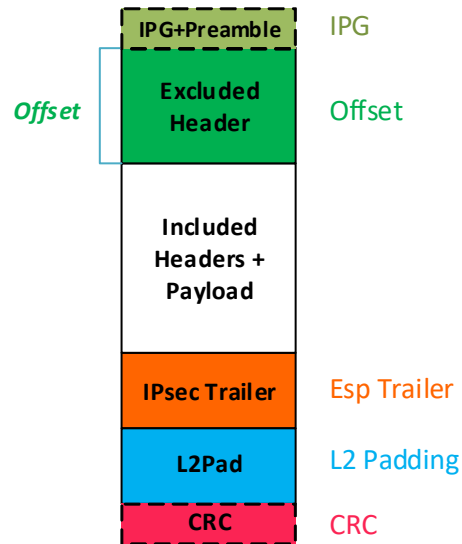 IPG+Preamble IPG
Offset Excluded Header Offset
Included Headers + Payload
IPsec Trailer Esp Trailer
L2Pad L2 Padding
CRC CRC